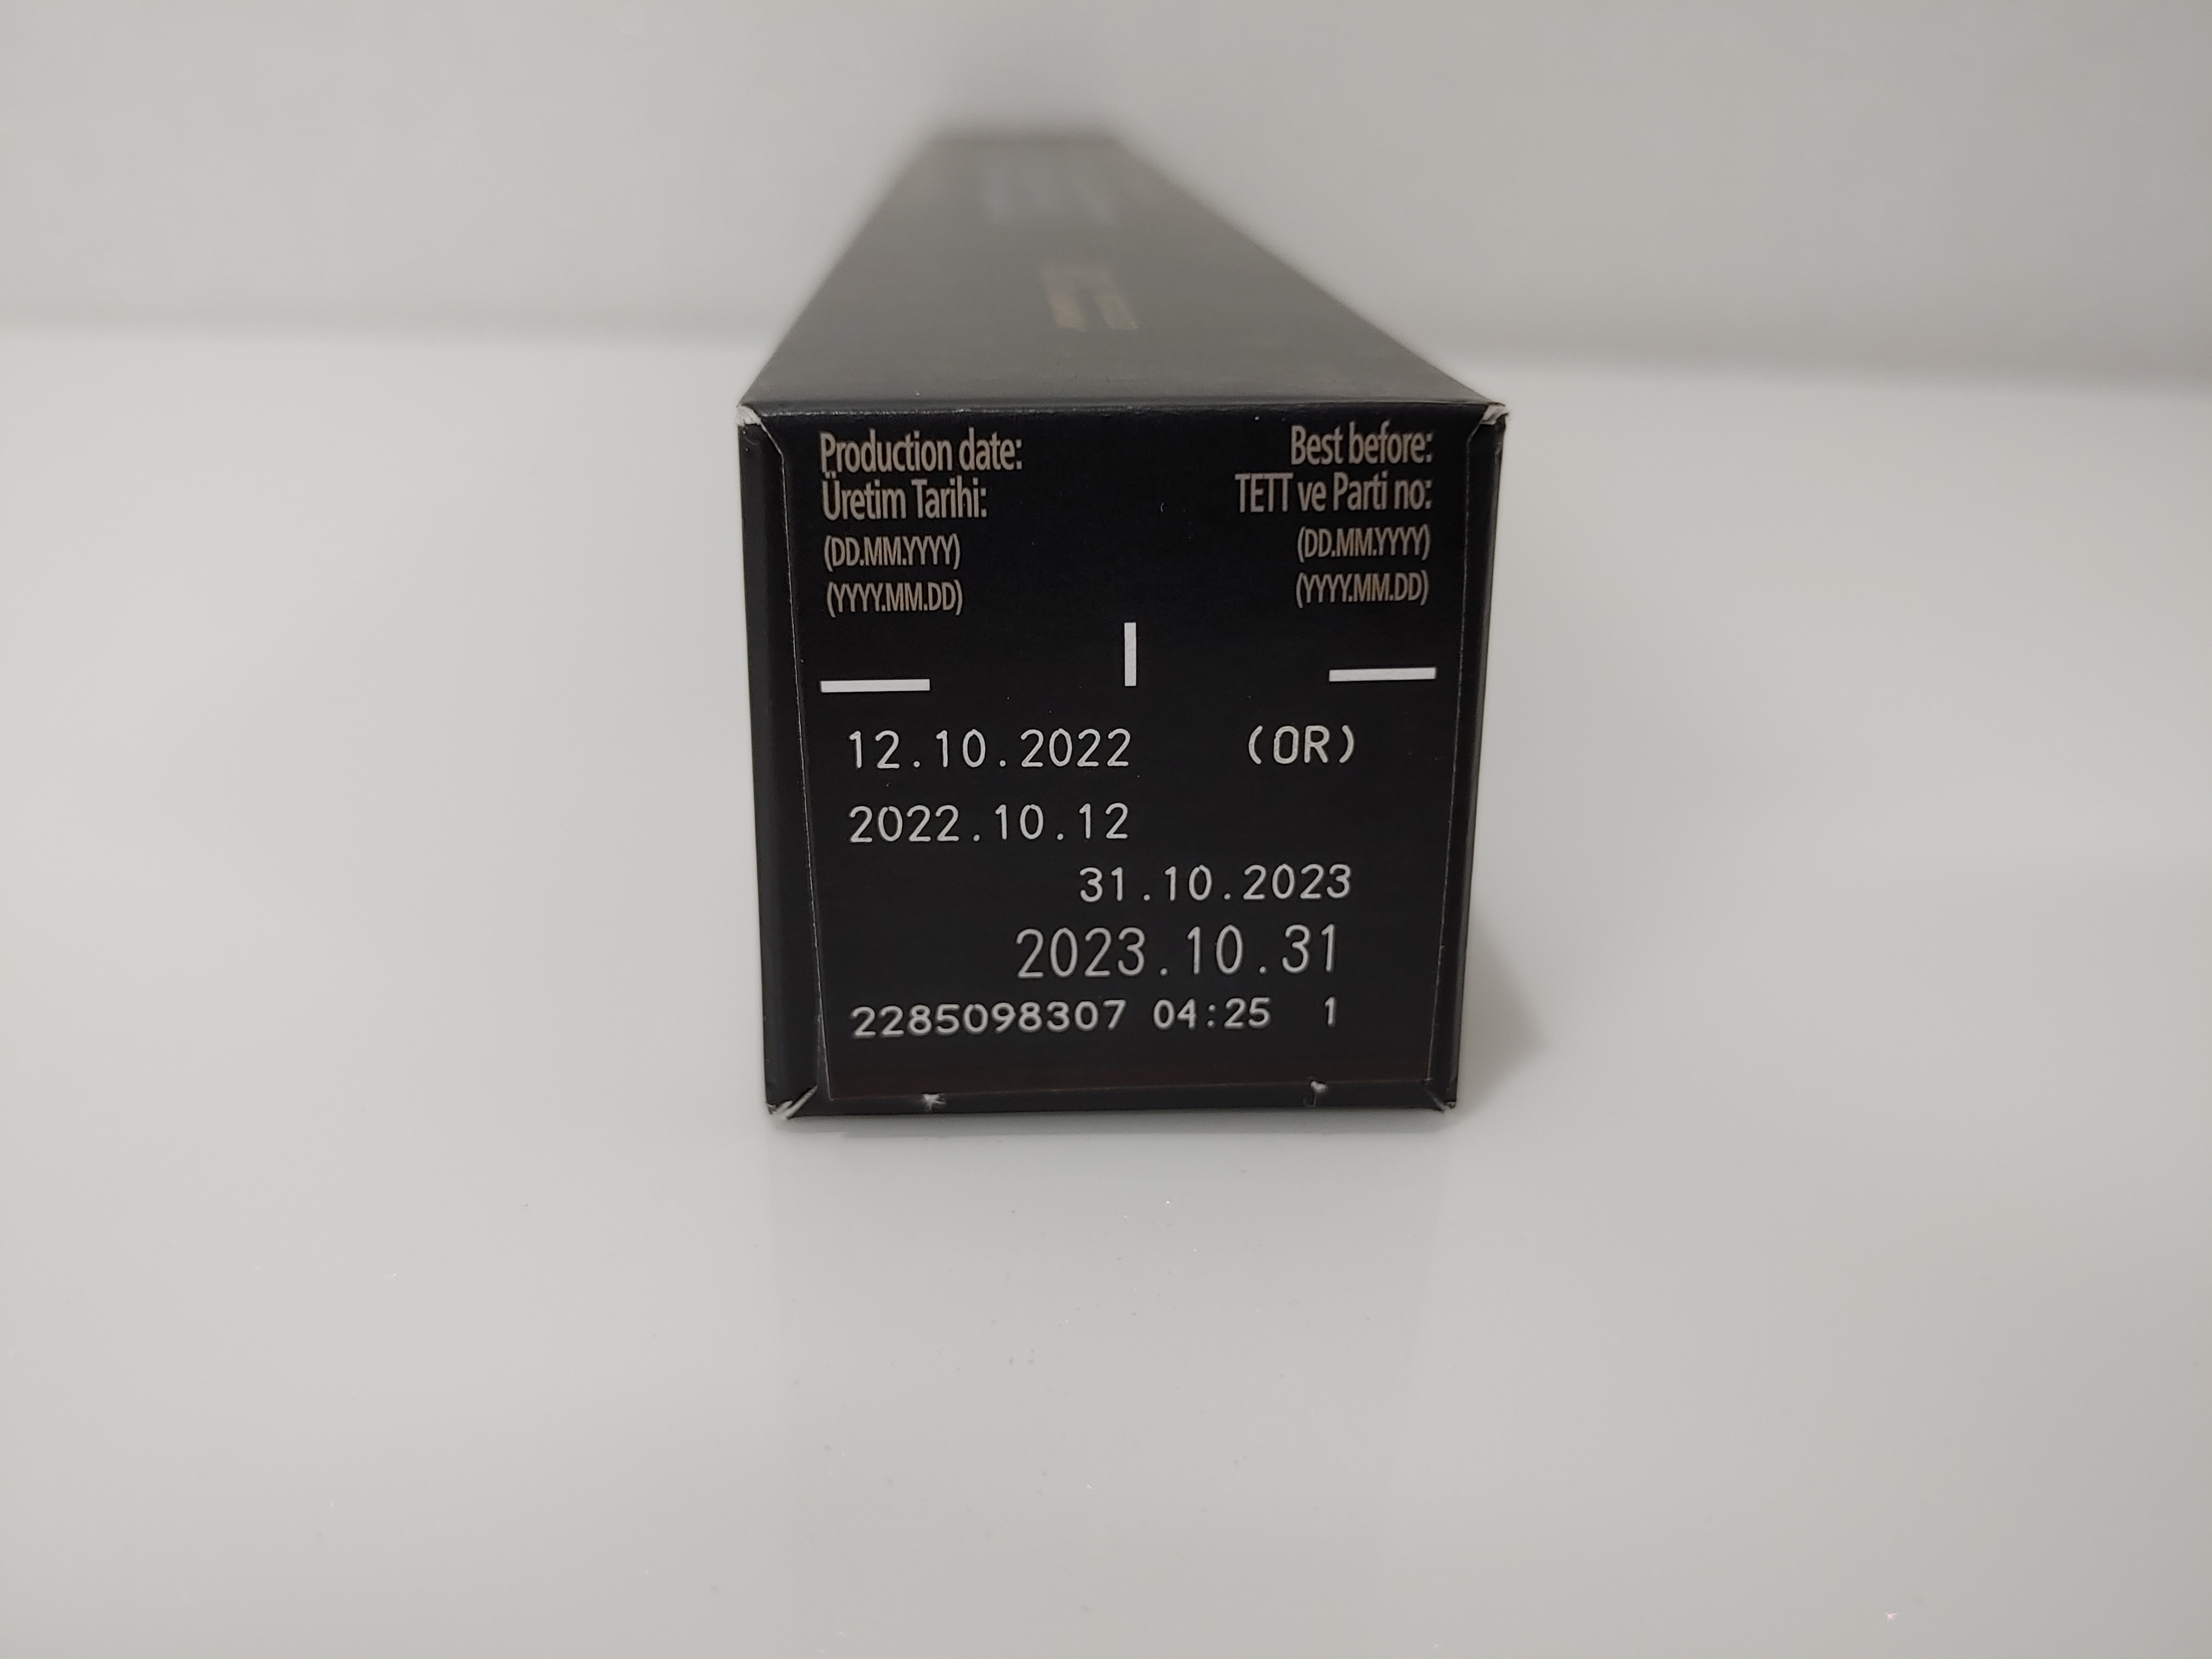 Production date:
Üretim Tarihi:
(DD.MM.YYYY)
(YYYY.MM.DD)
Best before:
TETT ve Parti no:
(DD.MM.YYYY)
(YYYY.MM.DD)
12.10.2022 (OR)
2022.10.12
31.10.2023
2023.10.31
2285098307 04:25 1